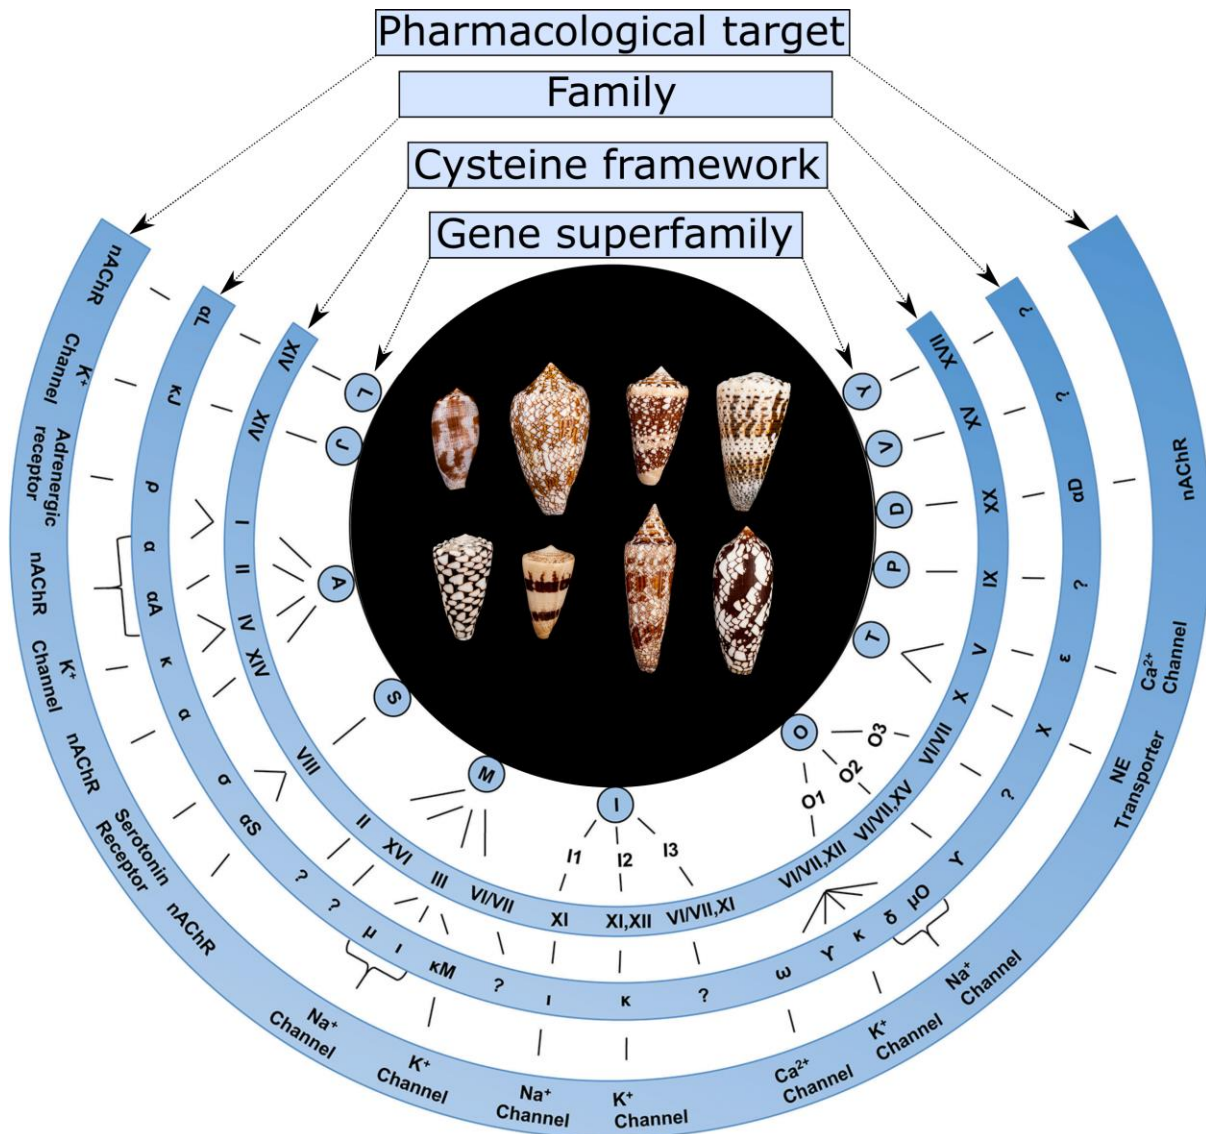 Pharmacological target
Family
Cysteine framework
Gene superfamily
nAChR
K⁺
Channel
Adrenergic
receptor
nAChR
K⁺
Channel
nAChR
Serotonin
Receptor
nAChR
Na⁺
Channel
K⁺
Channel
Na⁺
Channel
K⁺
Channel
Ca²⁺
Channel
K⁺
Channel
Na⁺
Channel
NE
Transporter
Ca²⁺
Channel
nAChR
αL
κJ
ρ
α
αA
κ
α
σ
αS
?
?
μ
ι
κM
?
ι
κ
?
ω
ϒ
κ
δ
μO
ϒ
?
χ
ε
?
αD
?
?
XIV
XIV
I
II
IV
XIV
VIII
II
XVI
III
VI/VII
XI
XI,XII
VI/VII,XI
VI/VII,XII
VI/VII,XV
VI/VII
X
V
IX
XX
XV
XVII
L
J
A
S
M
I
I1
I2
I3
O
O1
O2
O3
T
P
D
V
Y